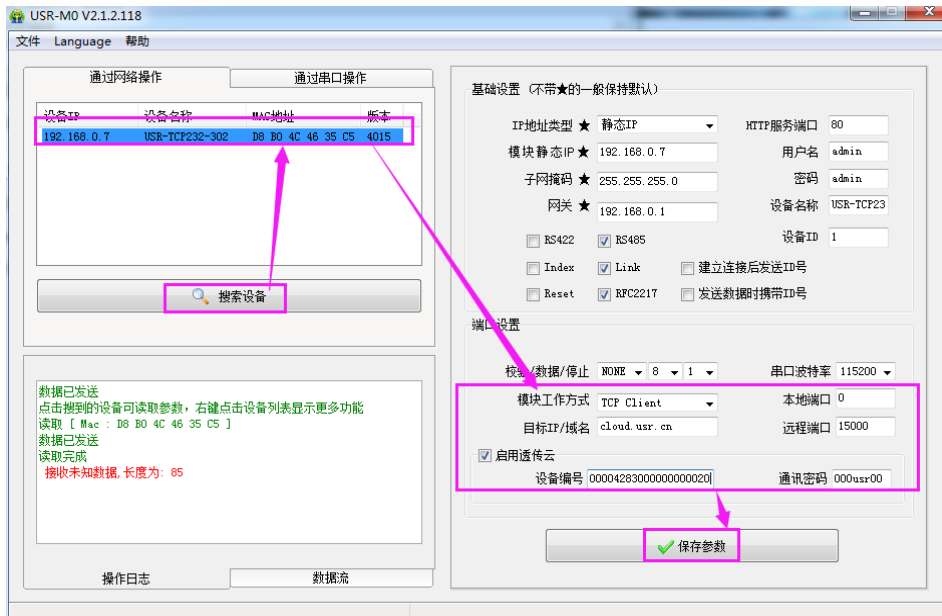 USR-M0 V2.1.2.118
文件 Language 帮助
通过网络操作 通过串口操作
设备IP 设备名称 MAC地址 版本
192.168.0.7 USR-TCP232-302 D8 B0 4C 46 35 C5 4015
搜索设备
数据已发送
点击搜到的设备可读取参数，右键点击设备列表显示更多功能
读取 [ Mac : D8 B0 4C 46 35 C5 ]
数据已发送
读取完成
接收未知数据,长度为: 85
操作日志 数据流
基础设置 (不带★的一般保持默认)
IP地址类型 ★ 静态IP HTTP服务端口 80
模块静态IP ★ 192.168.0.7 用户名 admin
子网掩码 ★ 255.255.255.0 密码 admin
网关 ★ 192.168.0.1 设备名称 USR-TCP23
RS422 RS485 设备ID 1
Index Link 建立连接后发送ID号
Reset RFC2217 发送数据时携带ID号
端口设置
校验/数据/停止 NONE 8 1 串口波特率 115200
模块工作方式 TCP Client 本地端口 0
目标IP/域名 cloud.usr.cn 远程端口 15000
启用透传云
设备编号 00004283000000000020 通讯密码 000usr00
保存参数